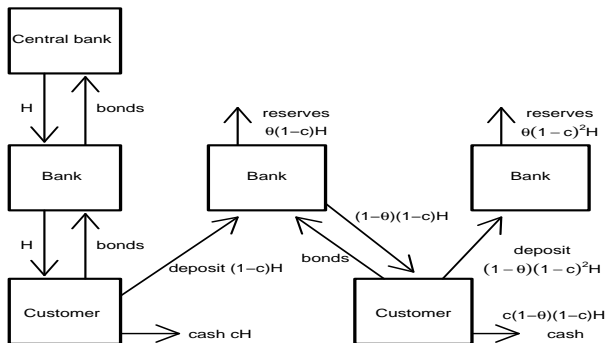 Central bank
H
bonds
Bank
H
bonds
Customer
deposit (1−c)H
cash cH
reserves
θ(1−c)H
Bank
(1−θ)(1−c)H
bonds
Customer
reserves
θ(1−c)²H
Bank
deposit
(1−θ)(1−c)²H
c(1−θ)(1−c)H
cash